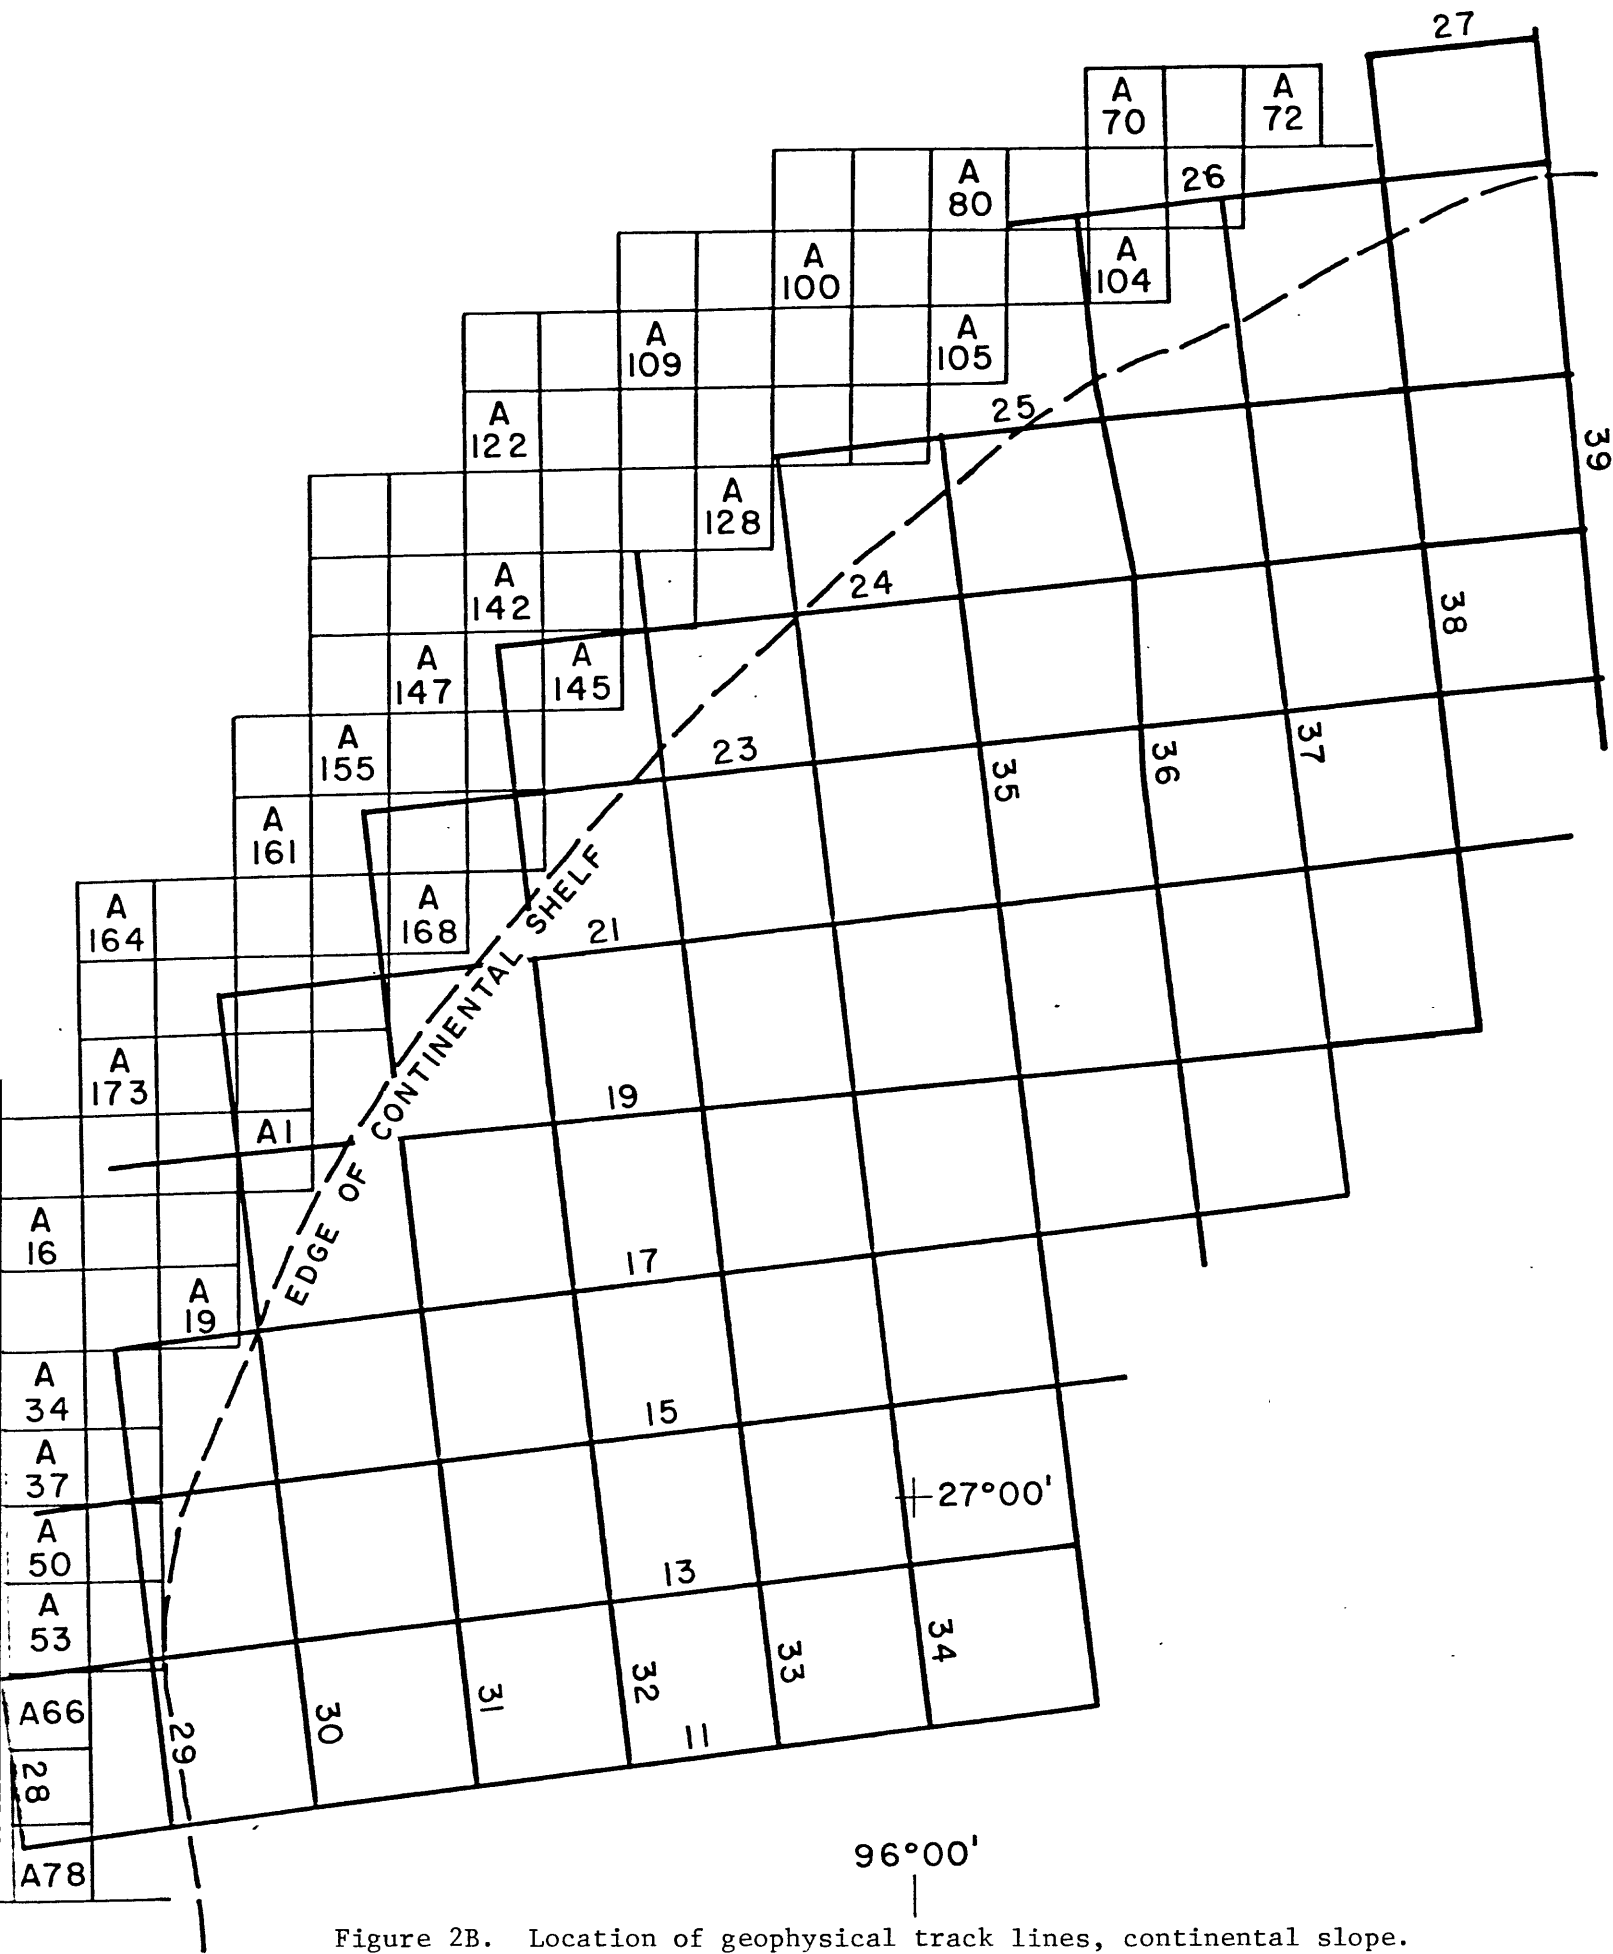 27
A
70
A
72
A
80
26
A
100
A
104
A
109
A
105
25
A
122
39
A
128
24
A
142
38
A
145
A
147
23
A
155
35
36
37
A
161
A
164
A
168
21
EDGE OF CONTINENTAL SHELF
A
173
19
A1
A
16
17
A
19
A
34
15
A
37
27°00'
A
50
13
A
53
34
33
32
31
30
29
A66
11
28
A78
96°00'
Figure 2B. Location of geophysical track lines, continental slope.